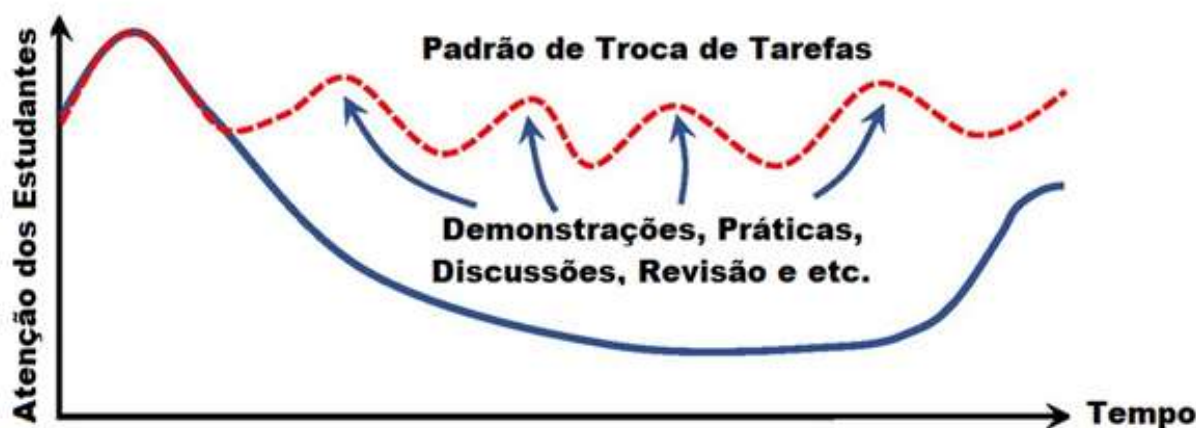 Atenção dos Estudantes
Padrão de Troca de Tarefas
Demonstrações, Práticas,
Discussões, Revisão e etc.
Tempo